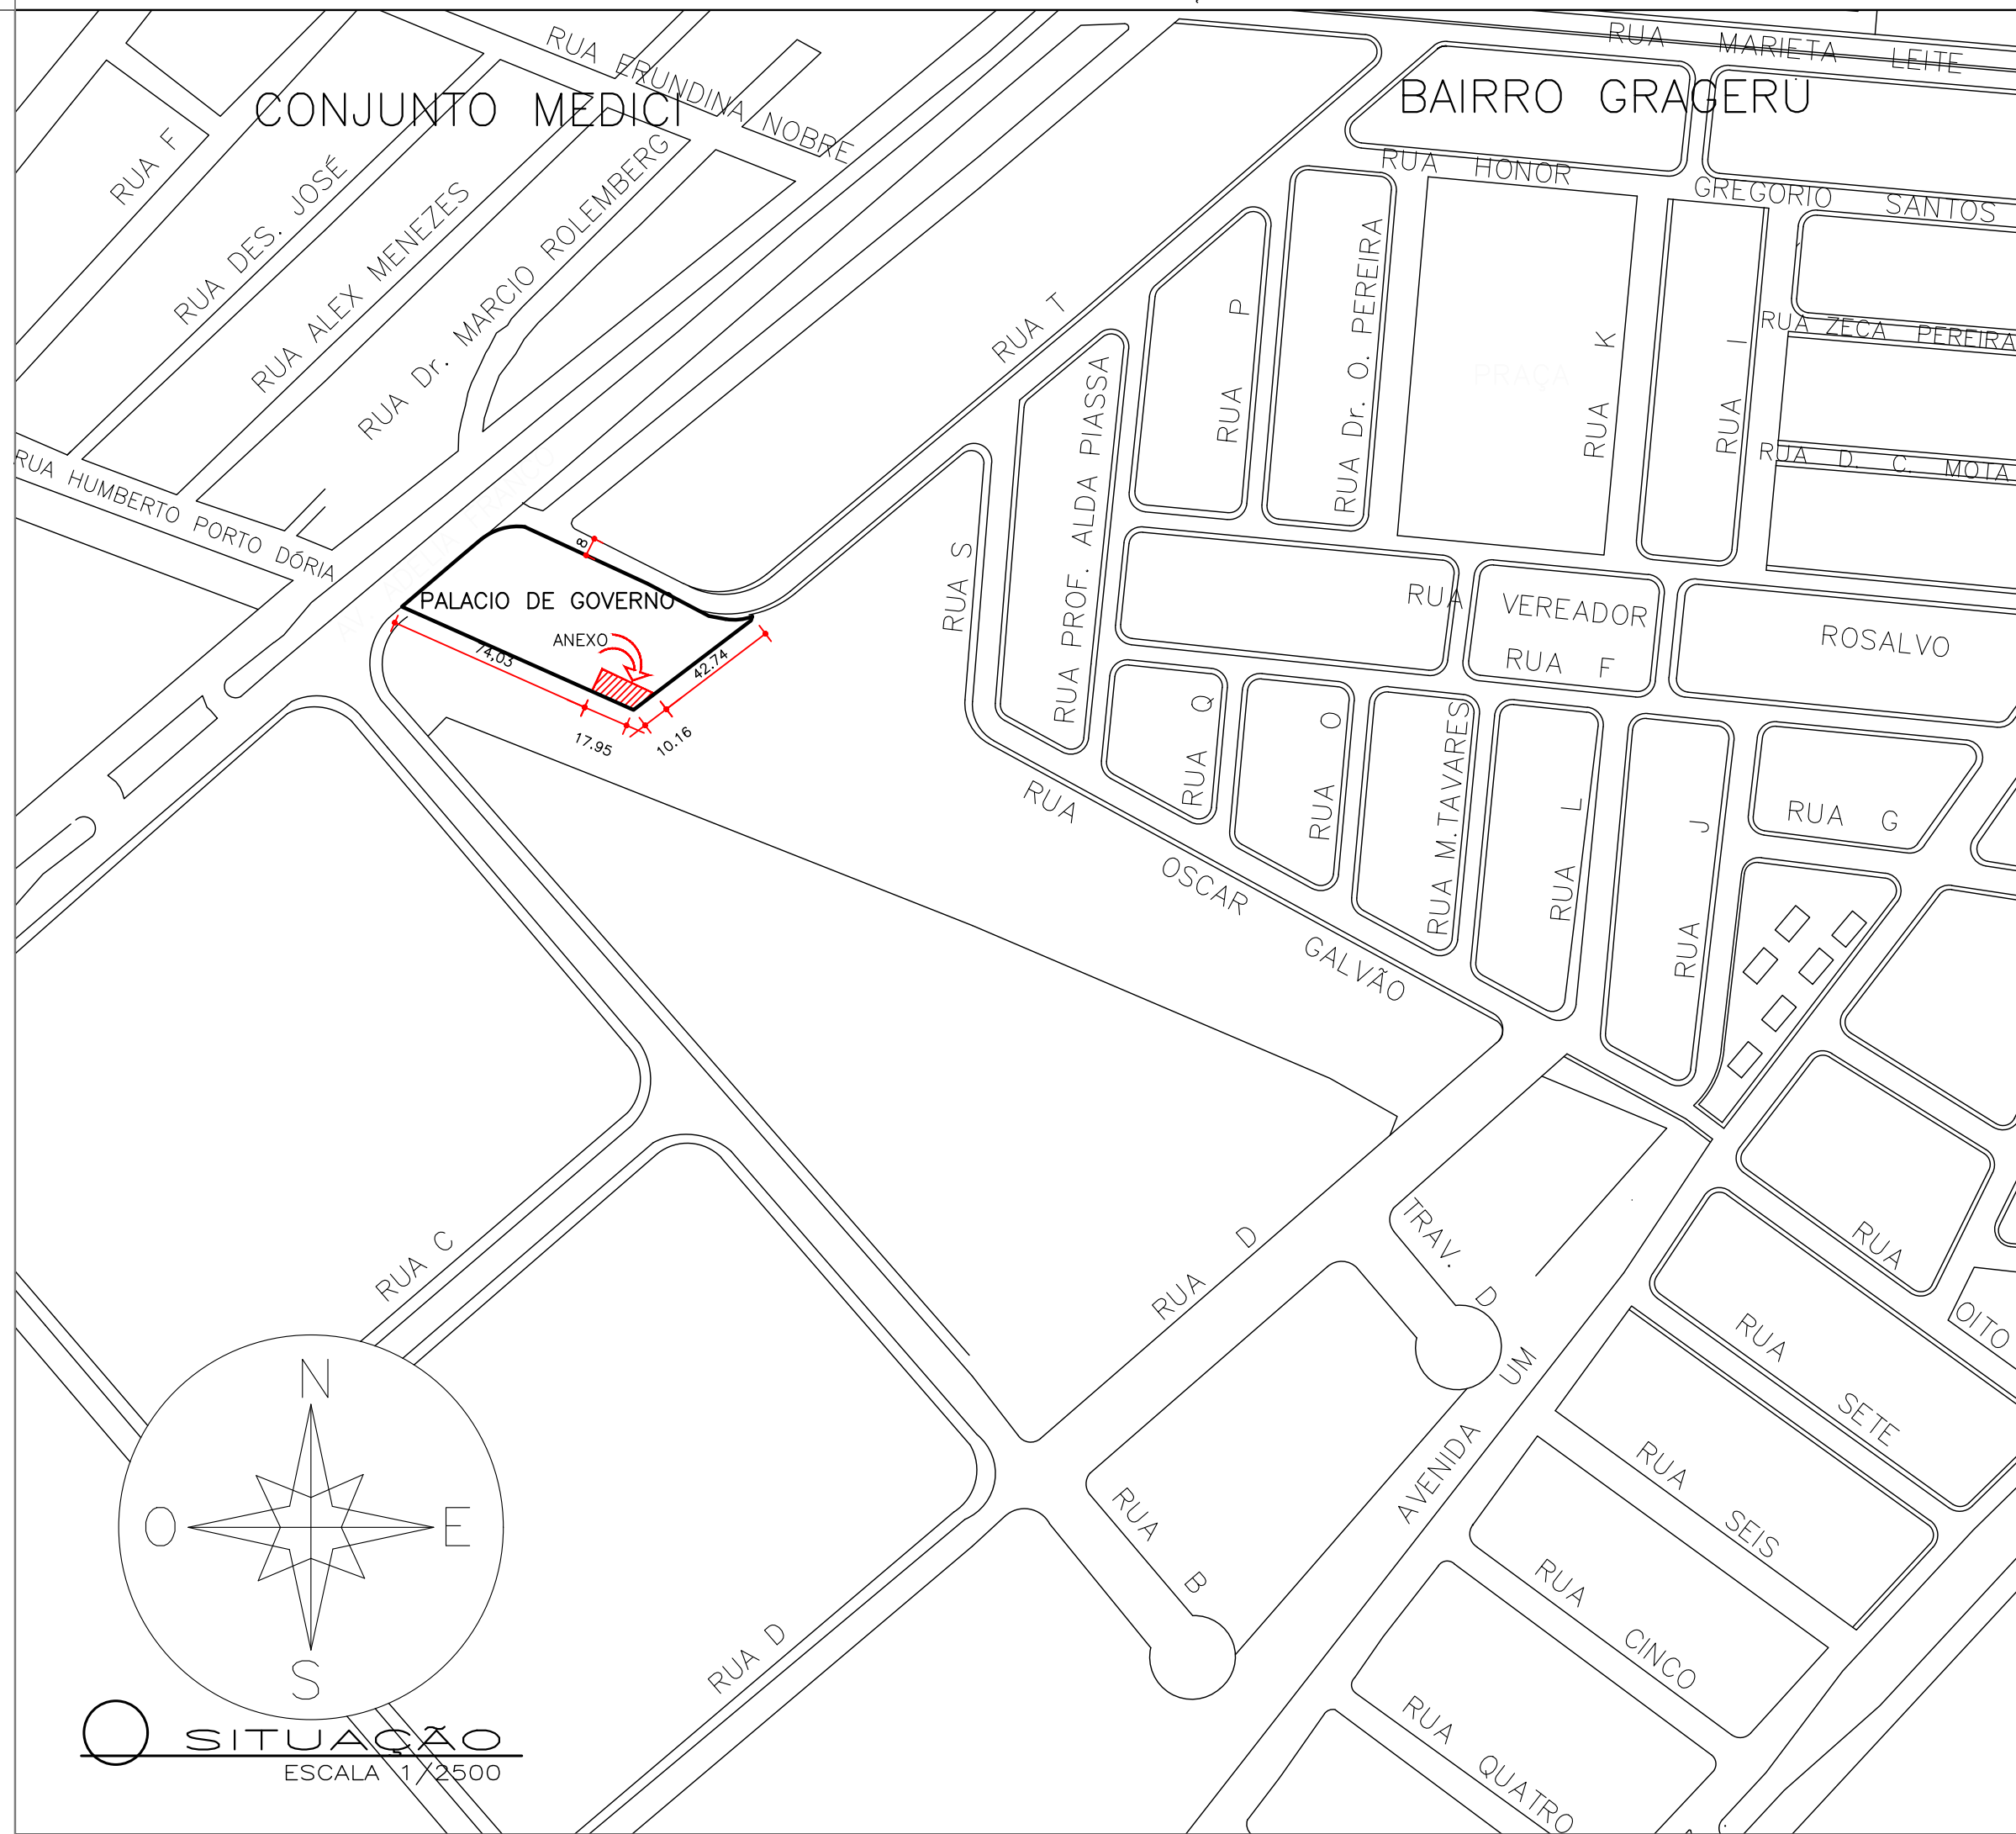 RUA MARIETA LEITE
RUA ERUNDINA NOBRE
CONJUNTO MEDICI
BAIRRO GRAGERÚ
RUA F
RUA DES. JOSÉ
RUA ALEX MENEZES
RUA Dr. MARCIO ROLEMBERG
RUA HONOR
GREGORIO SANTOS
RUA T
RUA P
RUA Dr. O. PEREIRA
PRAÇA
RUA K
RUA I
RUA ZECA PEREIRA
RUA D. C. MOTA
RUA HUMBERTO PORTO DÓRIA
RUA S
RUA PROF. ALDA PIASSA
8
PALACIO DE GOVERNO
ANEXO
74,03
42.74
17.95
10.16
RUA VEREADOR
ROSALVO
RUA F
RUA Q
RUA O
RUA M.TAVARES
RUA L
RUA J
RUA G
RUA OSCAR GALVÃO
RUA C
RUA D
TRAV. D
RUA OITO
RUA SETE
AVENIDA UM
RUA SEIS
RUA B
RUA CINCO
RUA D
RUA QUATRO
N
O
E
S
SITUAÇÃO
ESCALA 1/2500